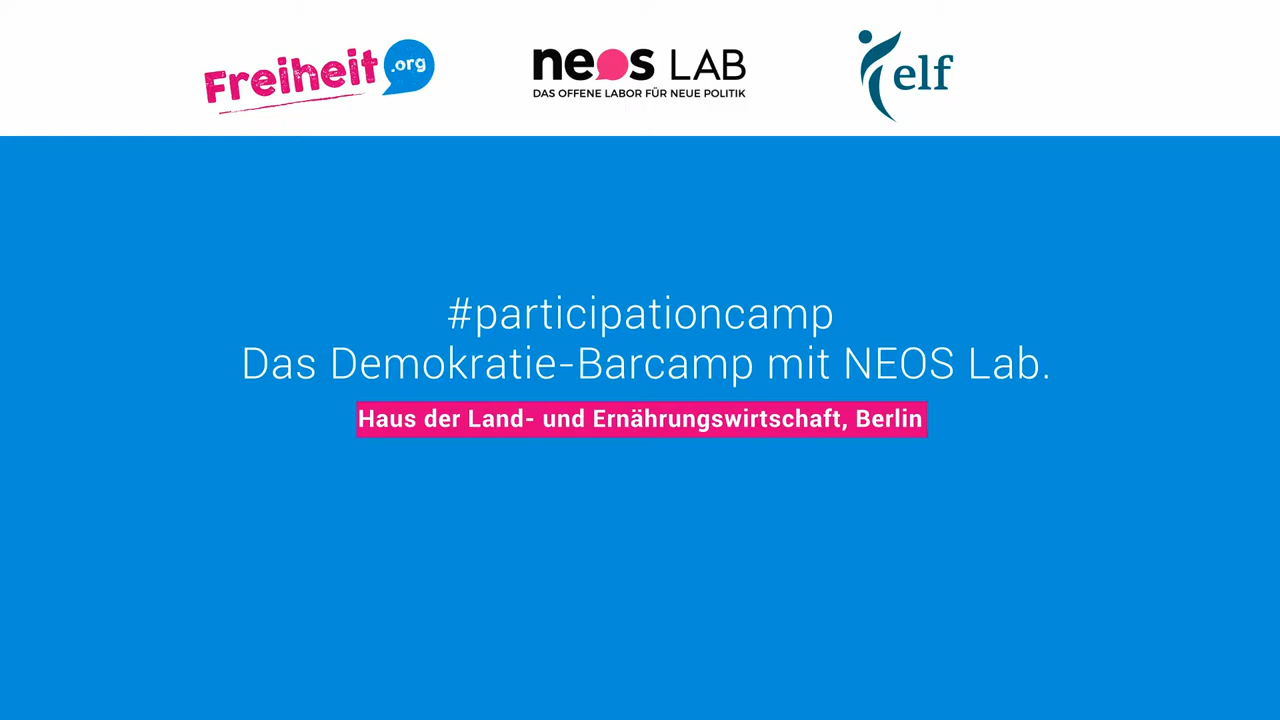 Freiheit.org
neos LAB
DAS OFFENE LABOR FÜR NEUE POLITIK
elf
#participationcamp
Das Demokratie-Barcamp mit NEOS Lab.
Haus der Land- und Ernährungswirtschaft, Berlin